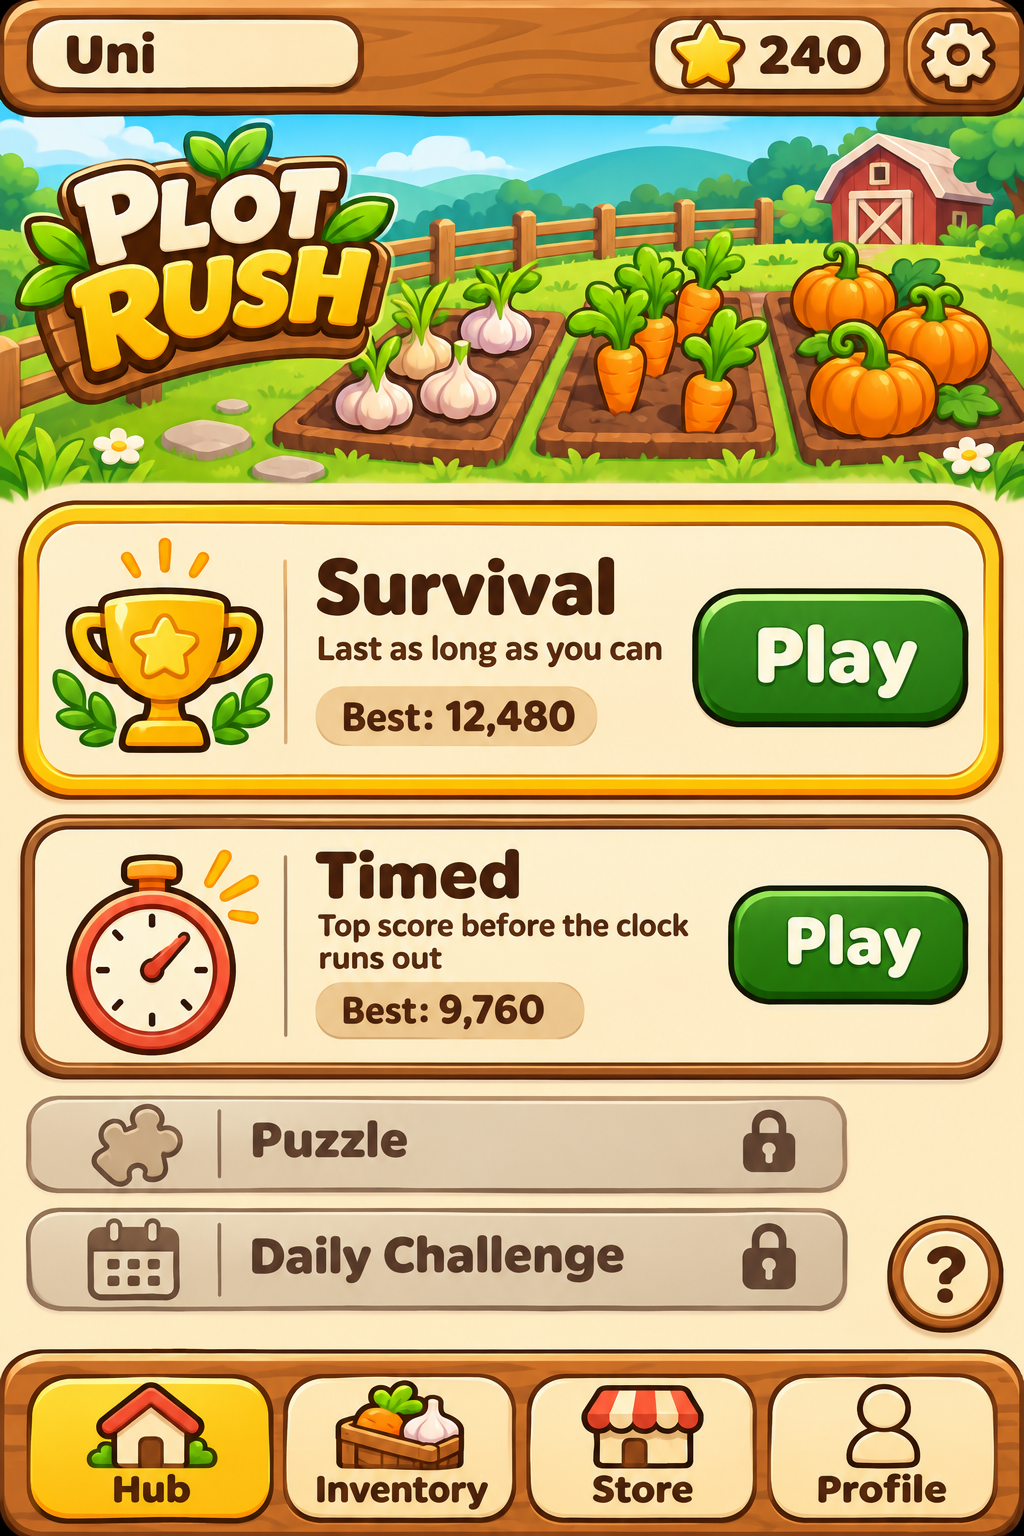 Uni
240
PLOT
RUSH
Survival
Last as long as you can
Best: 12,480
Play
Timed
Top score before the clock
runs out
Best: 9,760
Play
Puzzle
Daily Challenge
?
Hub
Inventory
Store
Profile